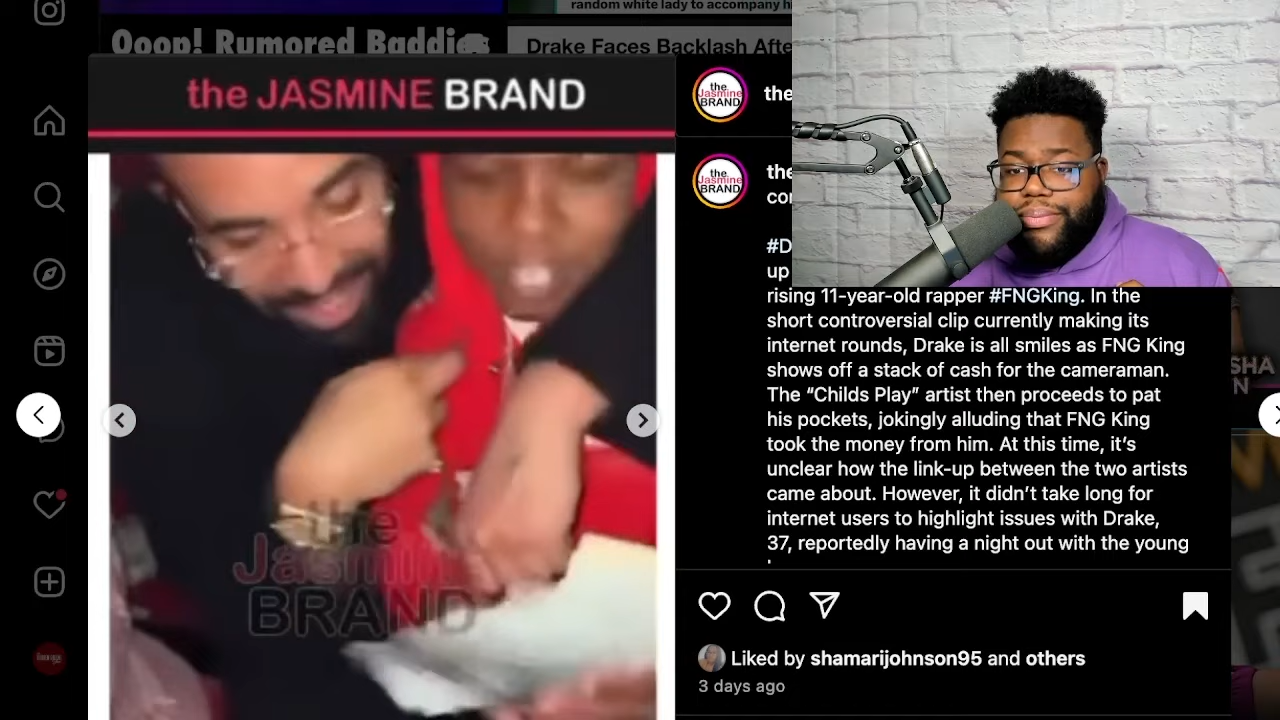 random white lady to accompany h
Ooop! Rumored Baddies
Drake Faces Backlash Afte
the JASMINE BRAND
the
Jasmine
BRAND
the
the
Jasmine
BRAND
the
con
#D
up
rising 11-year-old rapper #FNGKing. In the
short controversial clip currently making its
internet rounds, Drake is all smiles as FNG King
shows off a stack of cash for the cameraman.
The “Childs Play” artist then proceeds to pat
his pockets, jokingly alluding that FNG King
took the money from him. At this time, it’s
unclear how the link-up between the two artists
came about. However, it didn’t take long for
internet users to highlight issues with Drake,
37, reportedly having a night out with the young
the
Jasmine
BRAND
SHA
N
Liked by shamarijohnson95 and others
3 days ago